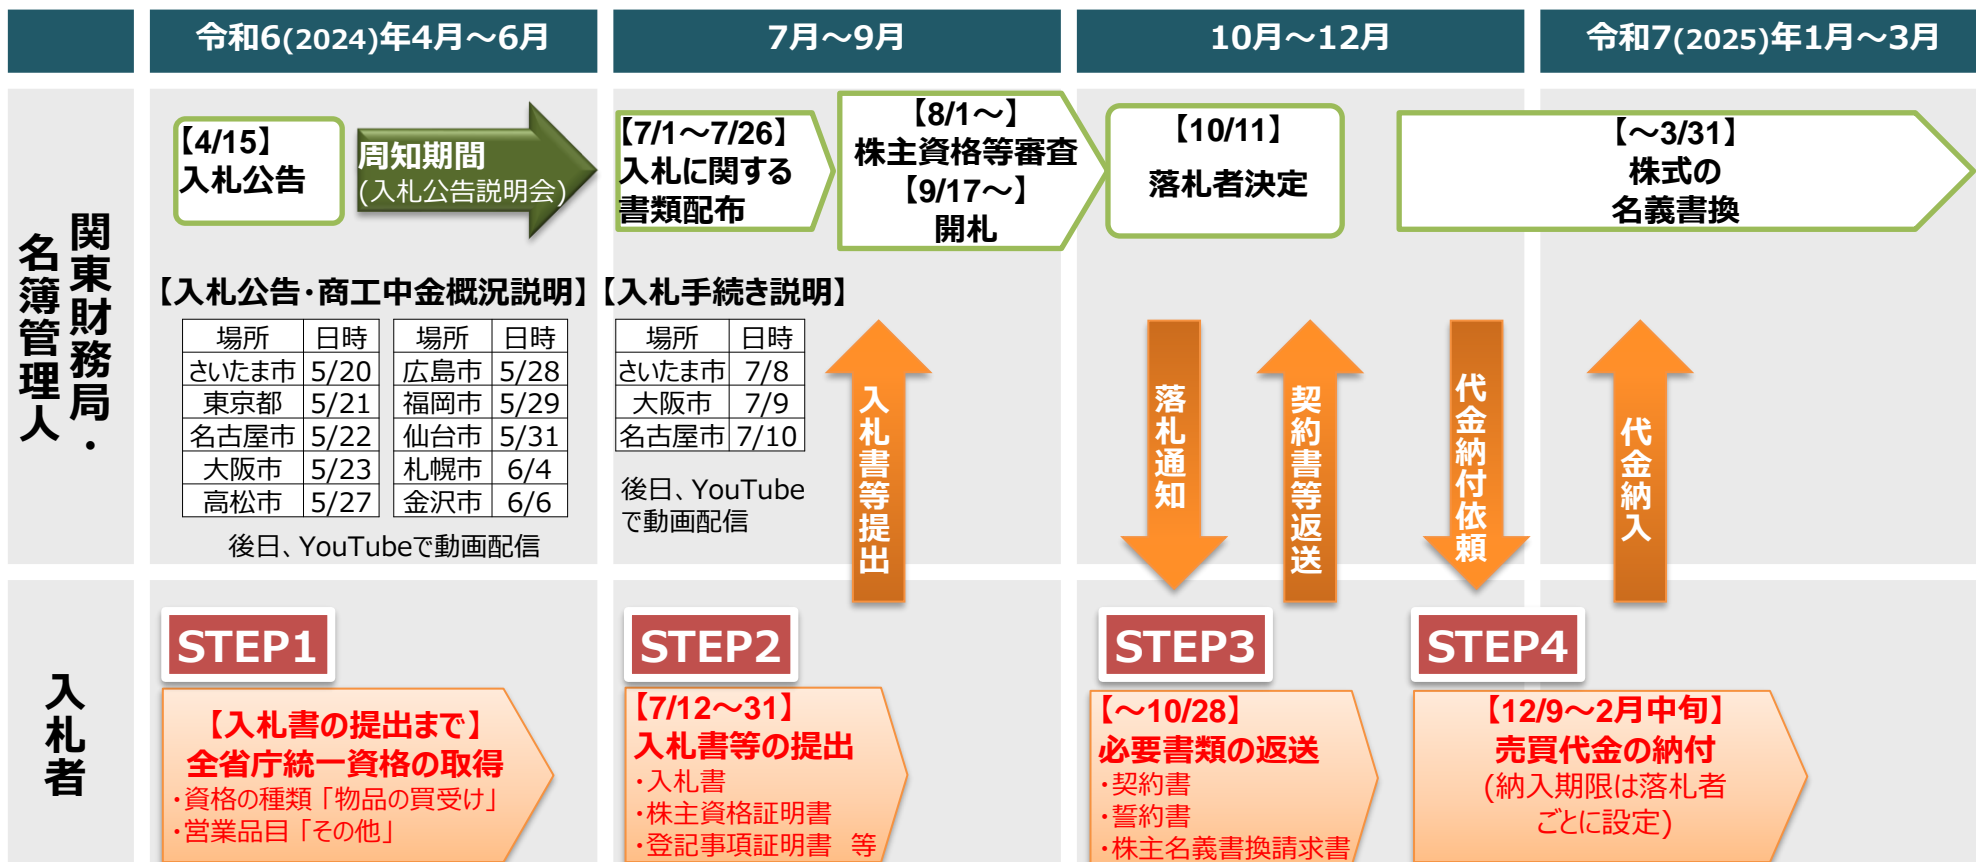 令和6(2024)年4月～6月
7月～9月
10月～12月
令和7(2025)年1月～3月
関東財務局・
名簿管理人
【4/15】
入札公告
周知期間
(入札公告説明会)
【7/1～7/26】
入札に関する
書類配布
【8/1～】
株主資格等審査
【9/17～】
開札
【10/11】
落札者決定
【～3/31】
株式の
名義書換
【入札公告・商工中金概況説明】
場所 日時
さいたま市 5/20
東京都 5/21
名古屋市 5/22
大阪市 5/23
高松市 5/27
場所 日時
広島市 5/28
福岡市 5/29
仙台市 5/31
札幌市 6/4
金沢市 6/6
後日、YouTubeで動画配信
【入札手続き説明】
場所 日時
さいたま市 7/8
大阪市 7/9
名古屋市 7/10
後日、YouTube
で動画配信
入札書等提出
落札通知
契約書等返送
代金納付依頼
代金納入
入札者
STEP1
【入札書の提出まで】
全省庁統一資格の取得
・資格の種類「物品の買受け」
・営業品目「その他」
STEP2
【7/12～31】
入札書等の提出
・入札書
・株主資格証明書
・登記事項証明書 等
STEP3
【～10/28】
必要書類の返送
・契約書
・誓約書
・株主名義書換請求書
STEP4
【12/9～2月中旬】
売買代金の納付
(納入期限は落札者
ごとに設定)